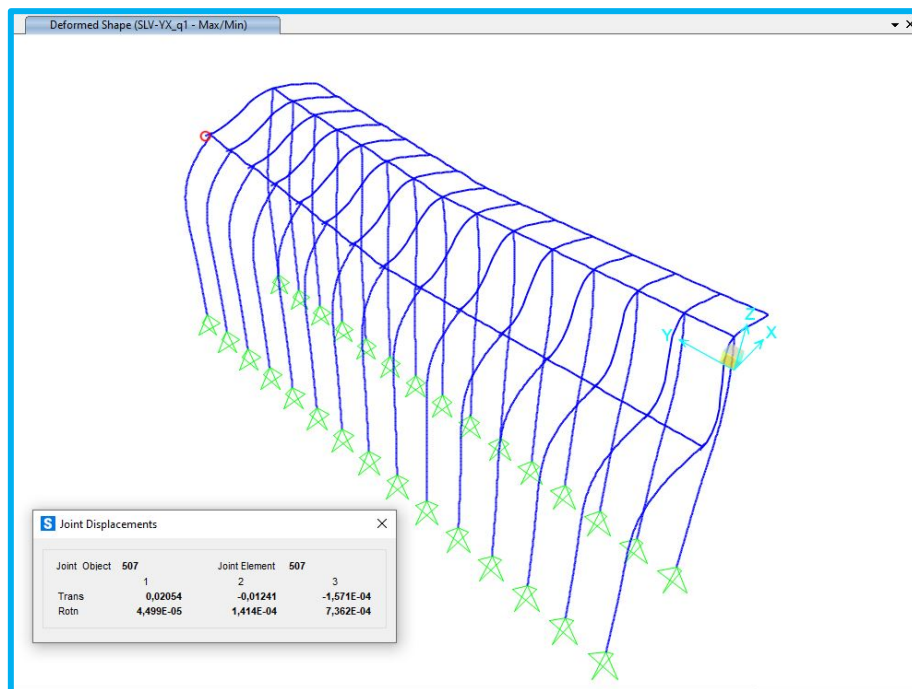 Deformed Shape (SLV-YX_q1 - Max/Min)
Z
Y
X
S Joint Displacements
Joint Object 507 Joint Element 507
1 2 3
Trans 0,02054 -0,01241 -1,571E-04
Rotn 4,499E-05 1,414E-04 7,362E-04